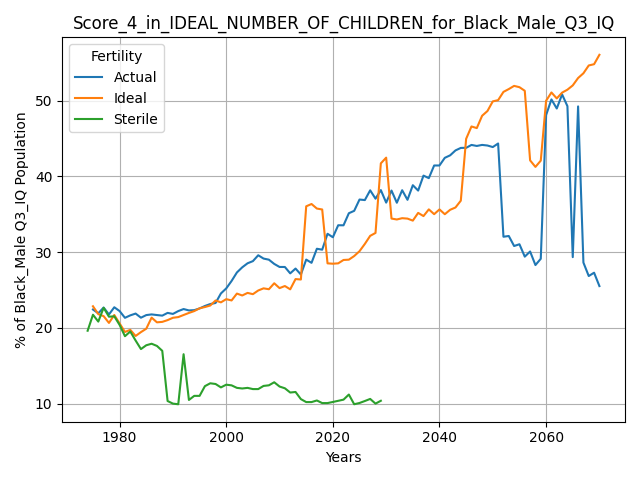 Score_4_in_IDEAL_NUMBER_OF_CHILDREN_for_Black_Male_Q3_IQ
Fertility
Actual
Ideal
Sterile
% of Black_Male Q3_IQ Population
50
40
30
20
10
1980 2000 2020 2040 2060
Years